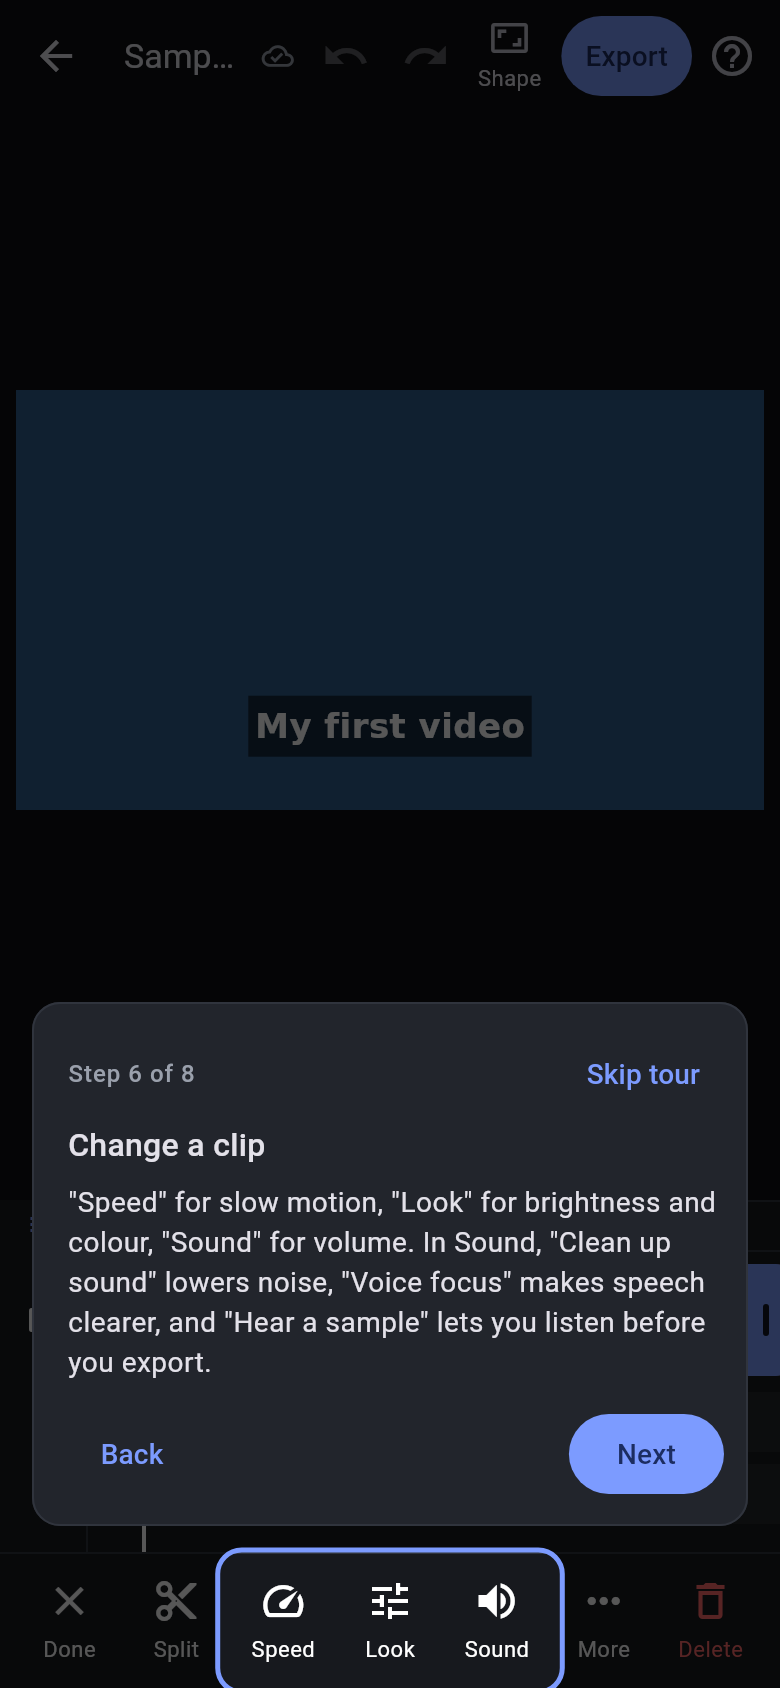 Samp...
Shape
Export
My first video
Step 6 of 8
Skip tour
Change a clip
"Speed" for slow motion, "Look" for brightness and
colour, "Sound" for volume. In Sound, "Clean up
sound" lowers noise, "Voice focus" makes speech
clearer, and "Hear a sample" lets you listen before
you export.
Back
Next
Done
Split
Speed
Look
Sound
More
Delete